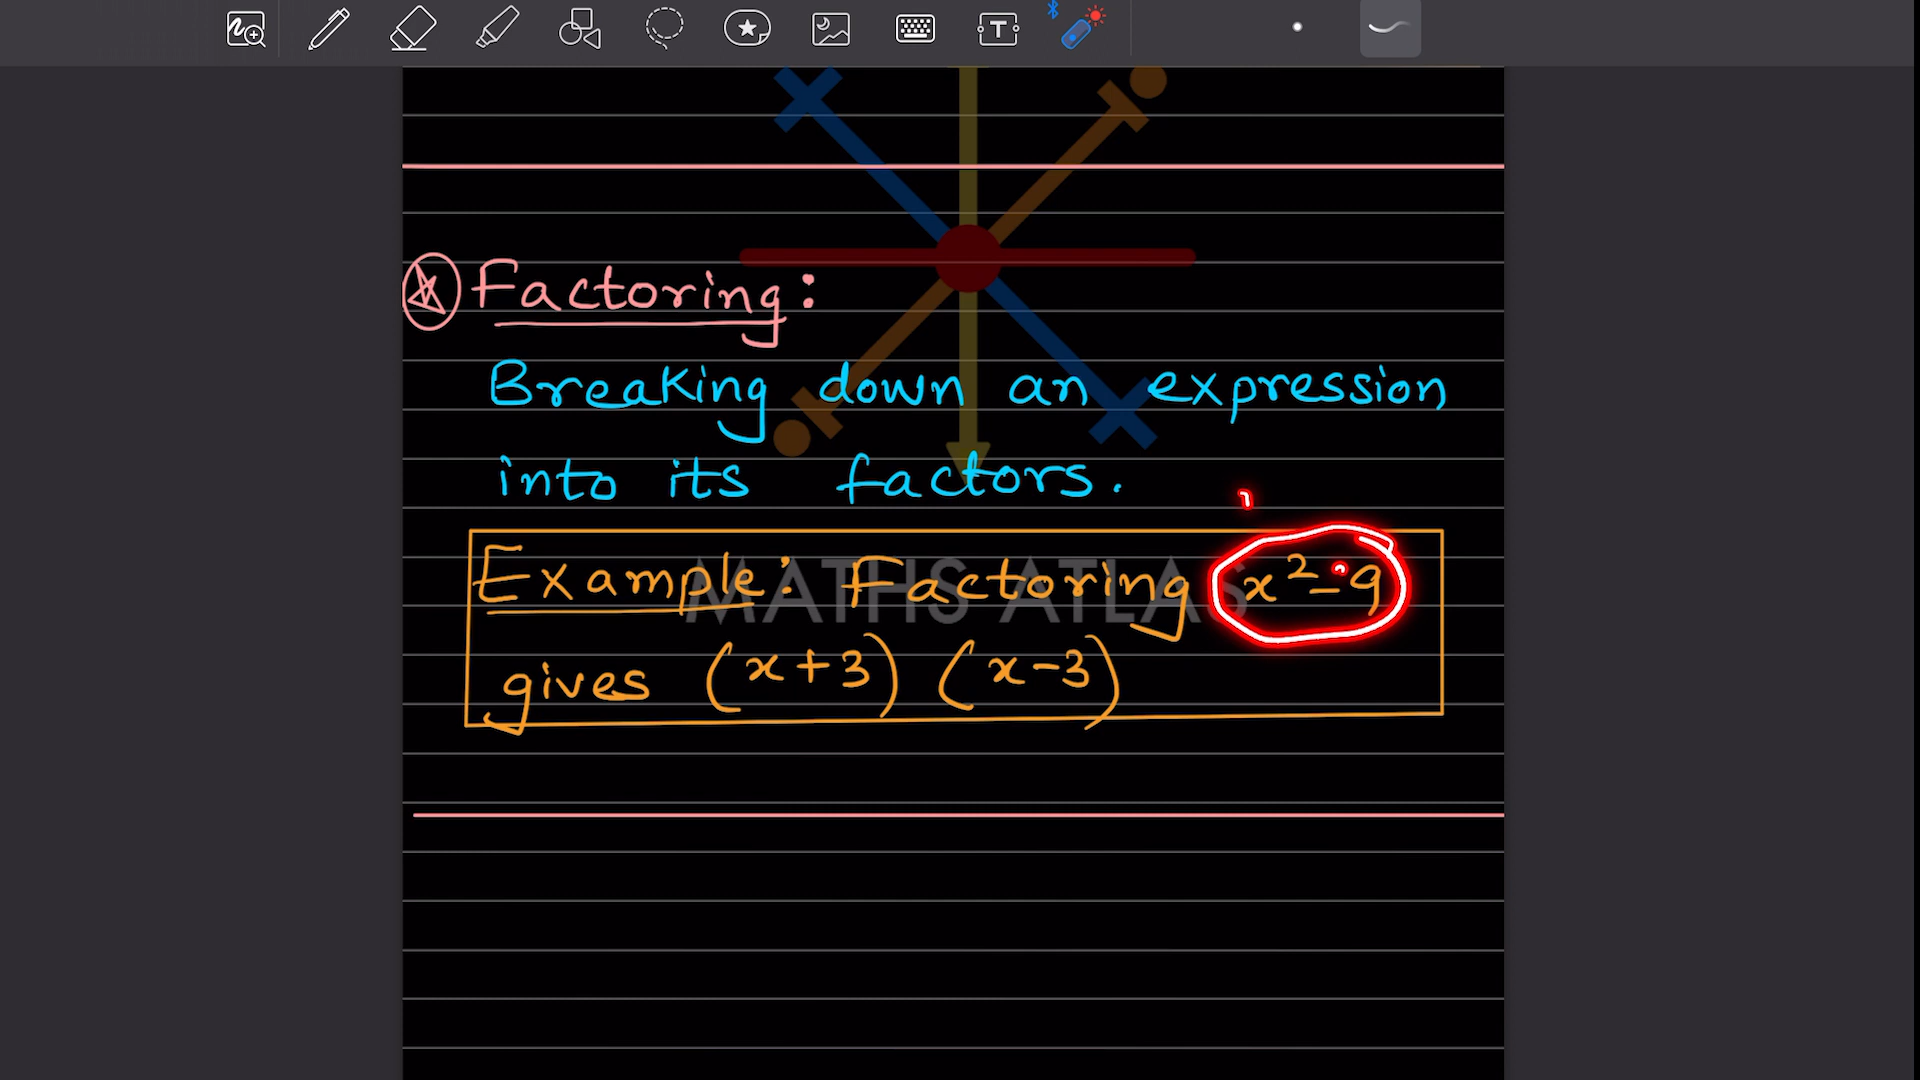 Factoring:
Breaking down an expression
into its factors.
Example: Factoring x²-9
gives (x+3) (x-3)
MATHS ATLAS